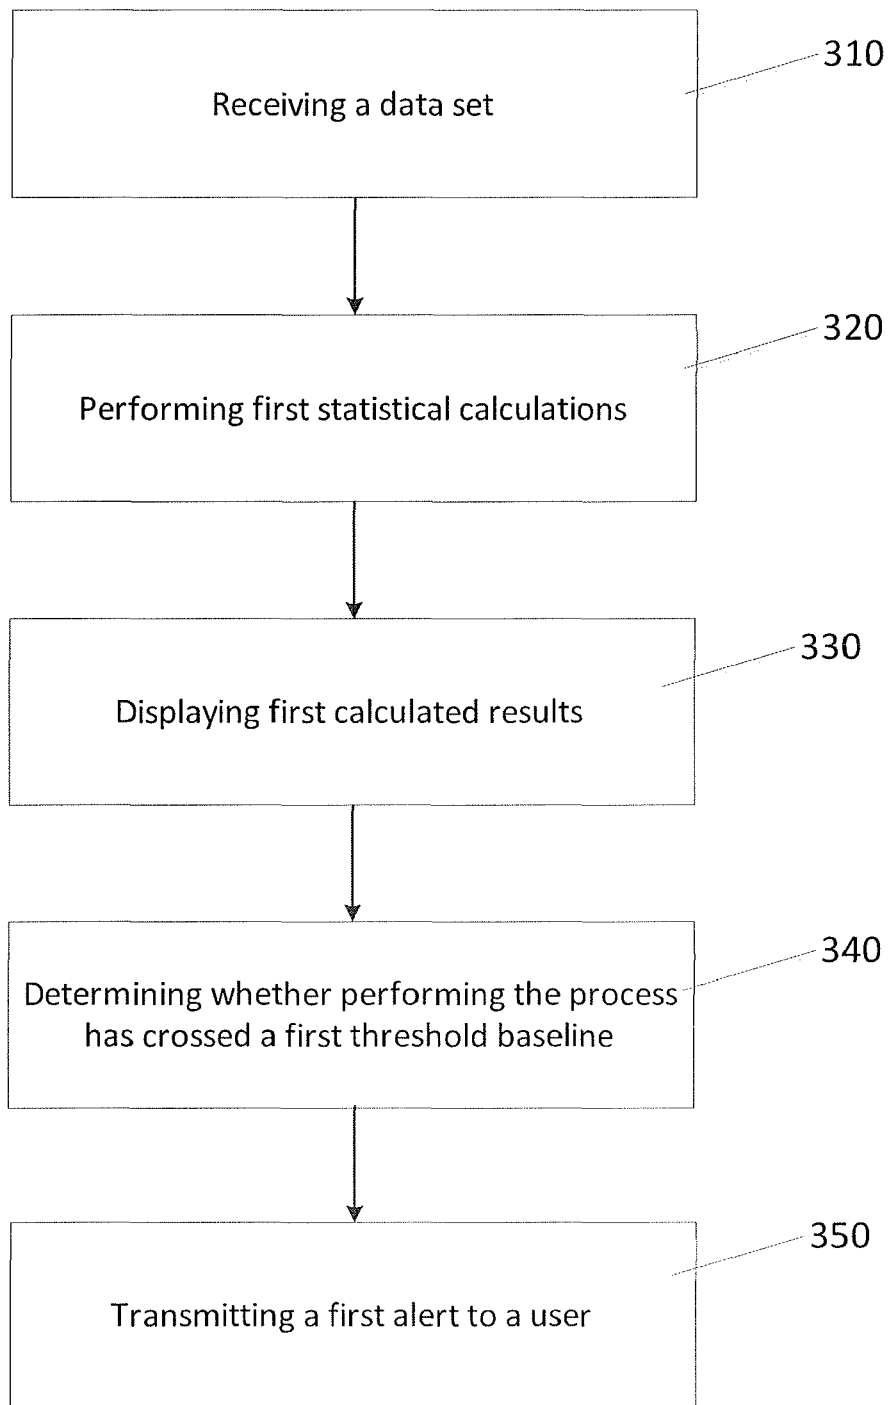 310
Receiving a data set
320
Performing first statistical calculations
330
Displaying first calculated results
340
Determining whether performing the process
has crossed a first threshold baseline
350
Transmitting a first alert to a user